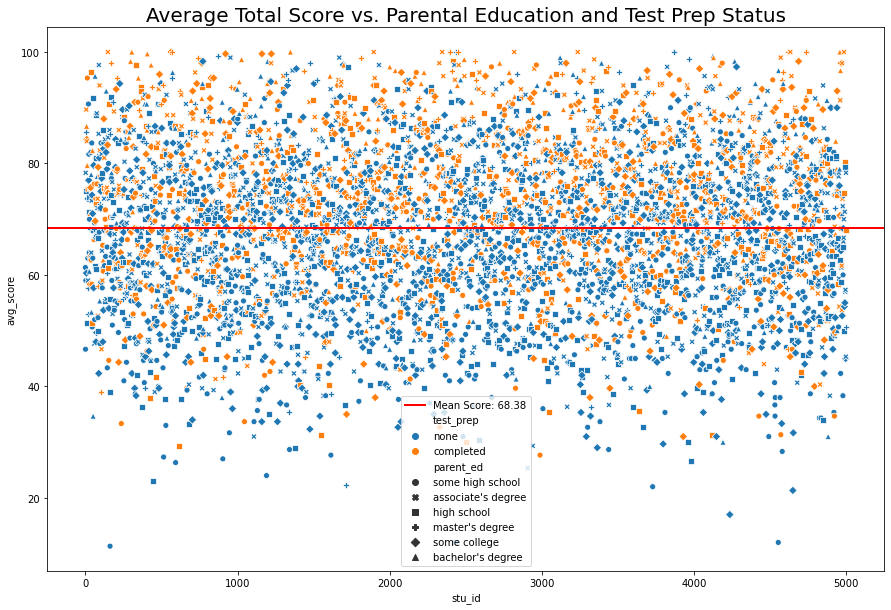 Average Total Score vs. Parental Education and Test Prep Status
100
80
60
40
20
avg_score
Mean Score: 68.38
test_prep
none
completed
parent_ed
some high school
associate's degree
high school
master's degree
some college
bachelor's degree
0
1000
2000
3000
4000
5000
stu_id